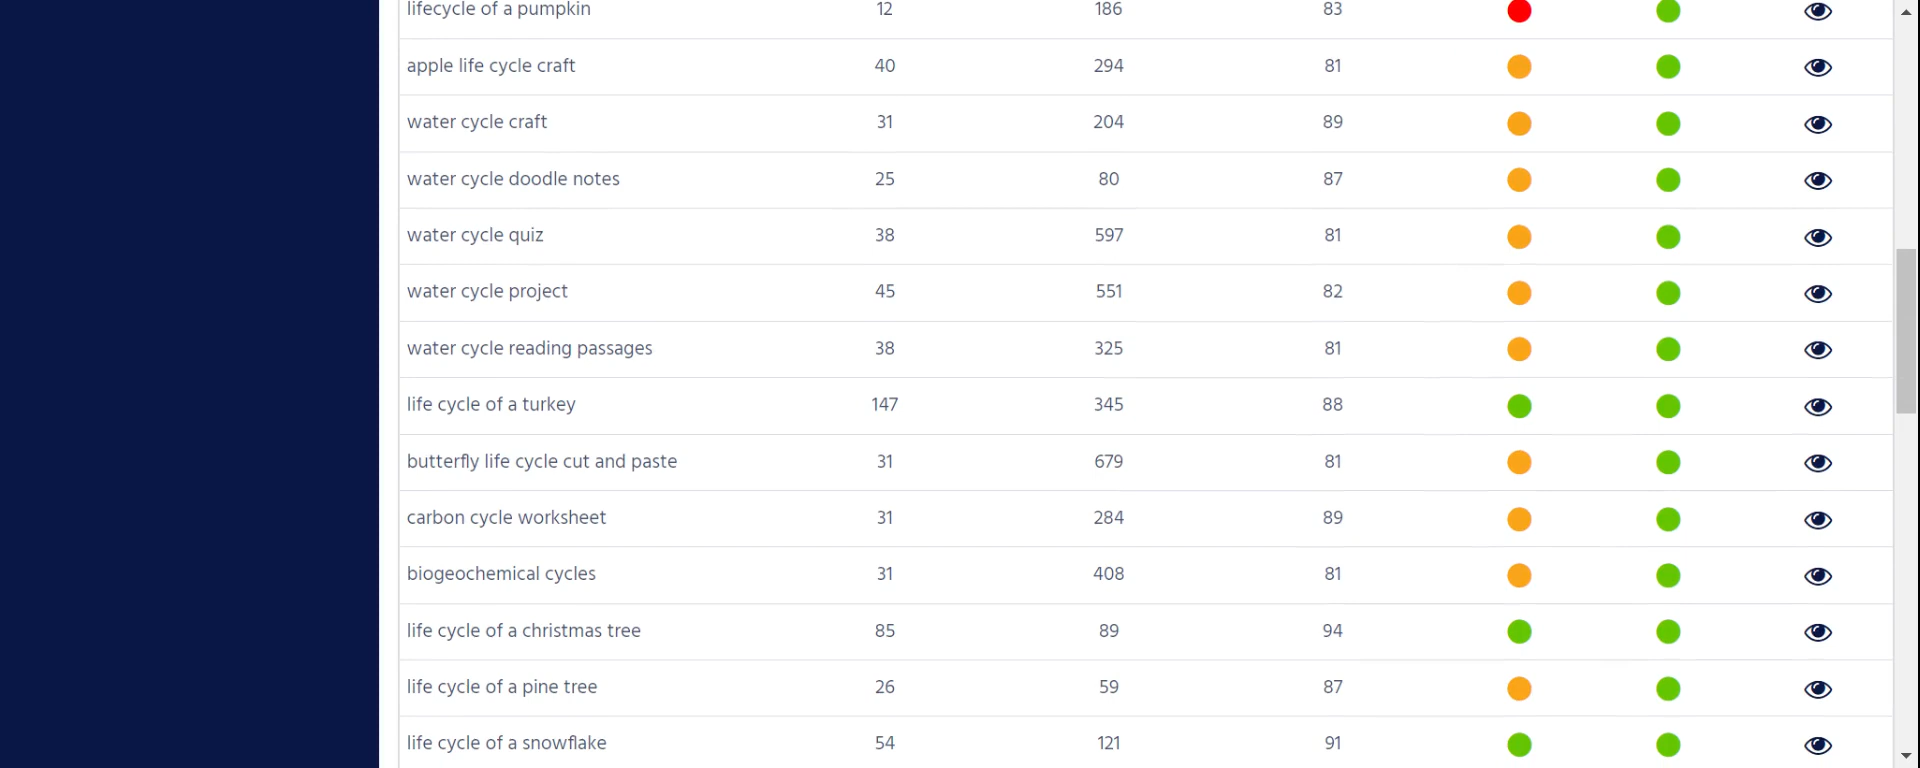 lifecycle of a pumpkin 12 186 83
apple life cycle craft 40 294 81
water cycle craft 31 204 89
water cycle doodle notes 25 80 87
water cycle quiz 38 597 81
water cycle project 45 551 82
water cycle reading passages 38 325 81
life cycle of a turkey 147 345 88
butterfly life cycle cut and paste 31 679 81
carbon cycle worksheet 31 284 89
biogeochemical cycles 31 408 81
life cycle of a christmas tree 85 89 94
life cycle of a pine tree 26 59 87
life cycle of a snowflake 54 121 91